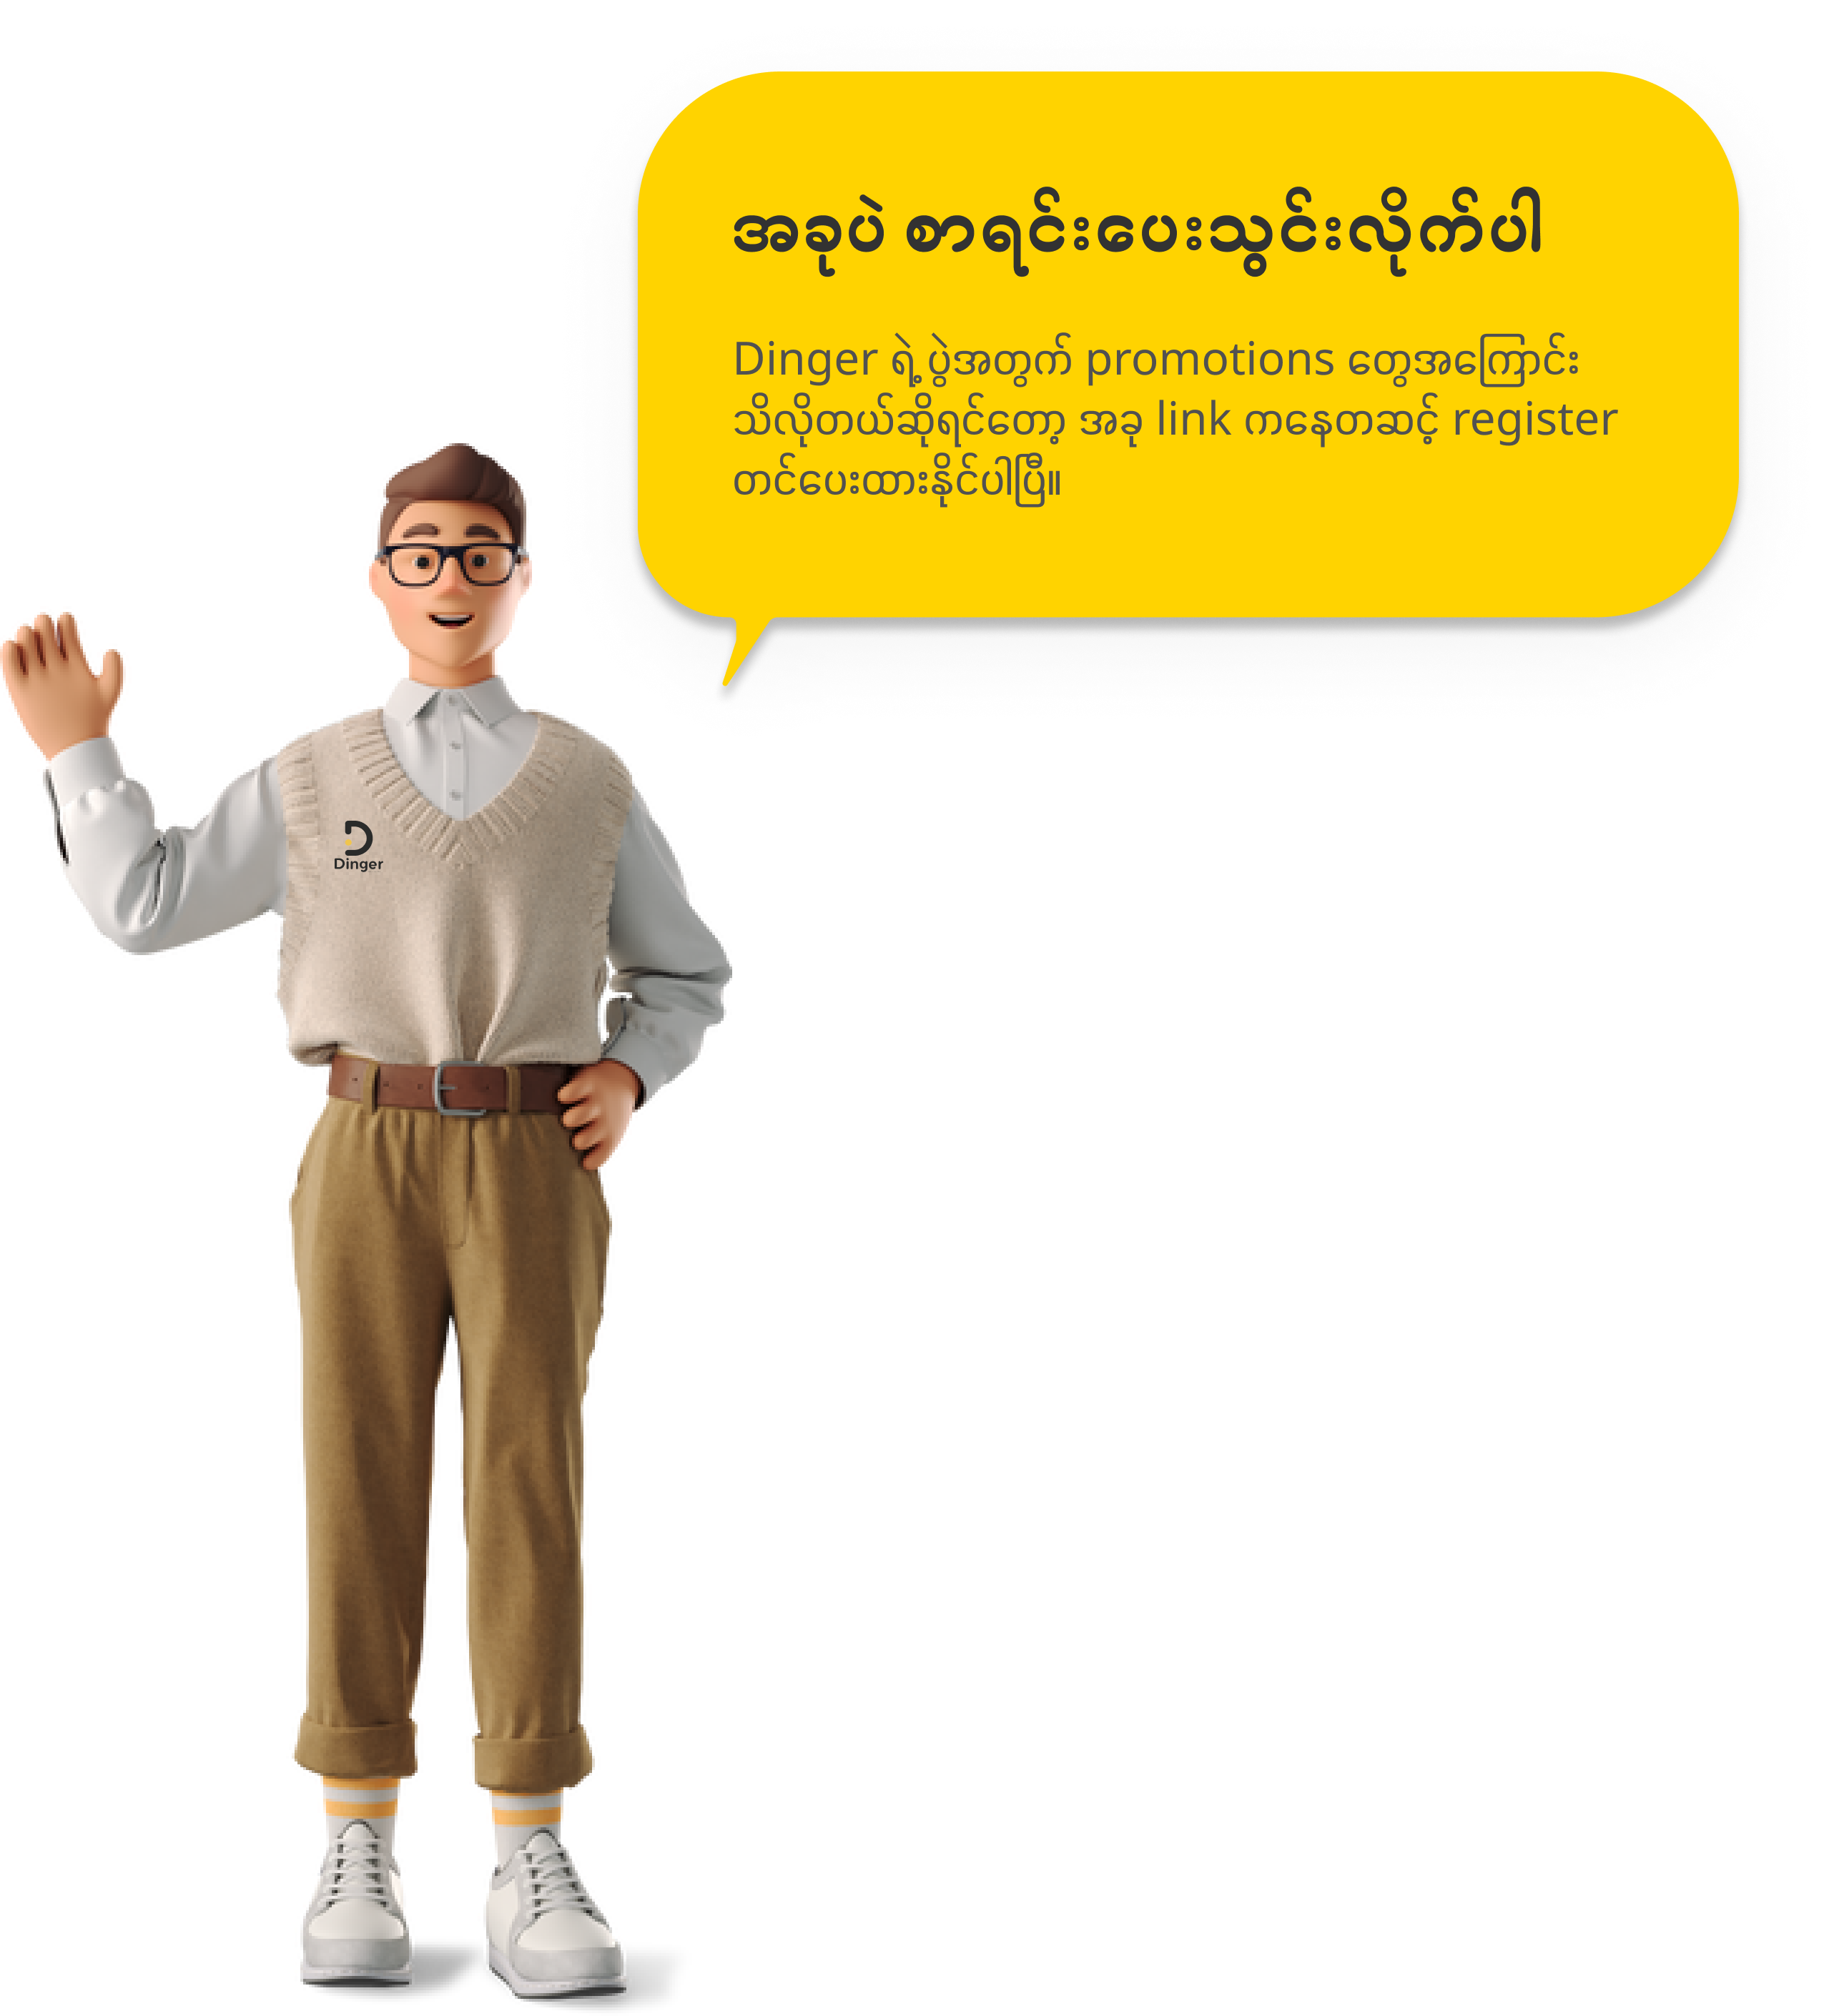 အခုပဲ စာရင်းပေးသွင်းလိုက်ပါ
Dinger ရဲ့ပွဲအတွက် promotions တွေအကြောင်း
သိလိုတယ်ဆိုရင်တော့ အခု link ကနေတဆင့် register
တင်ပေးထားနိုင်ပါပြီ။
Dinger